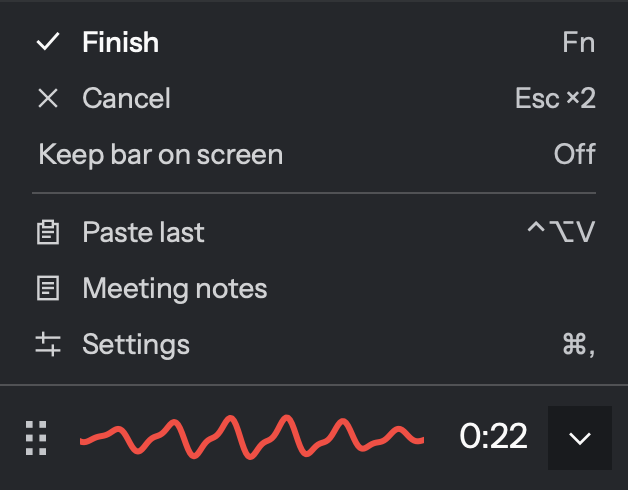 Finish Fn
Cancel Esc ×2
Keep bar on screen Off
Paste last ⌃⌥V
Meeting notes
Settings ⌘,
0:22